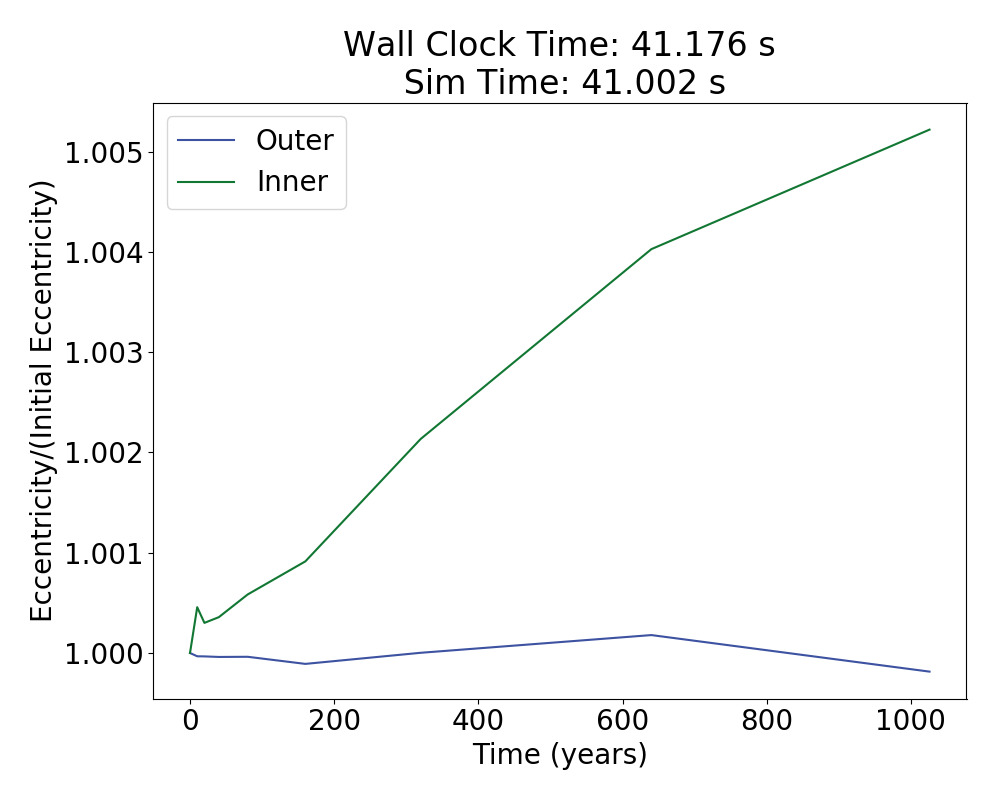 Wall Clock Time: 41.176 s
Sim Time: 41.002 s
Outer
Inner
Eccentricity/(Initial Eccentricity)
1.005
1.004
1.003
1.002
1.001
1.000
0 200 400 600 800 1000
Time (years)